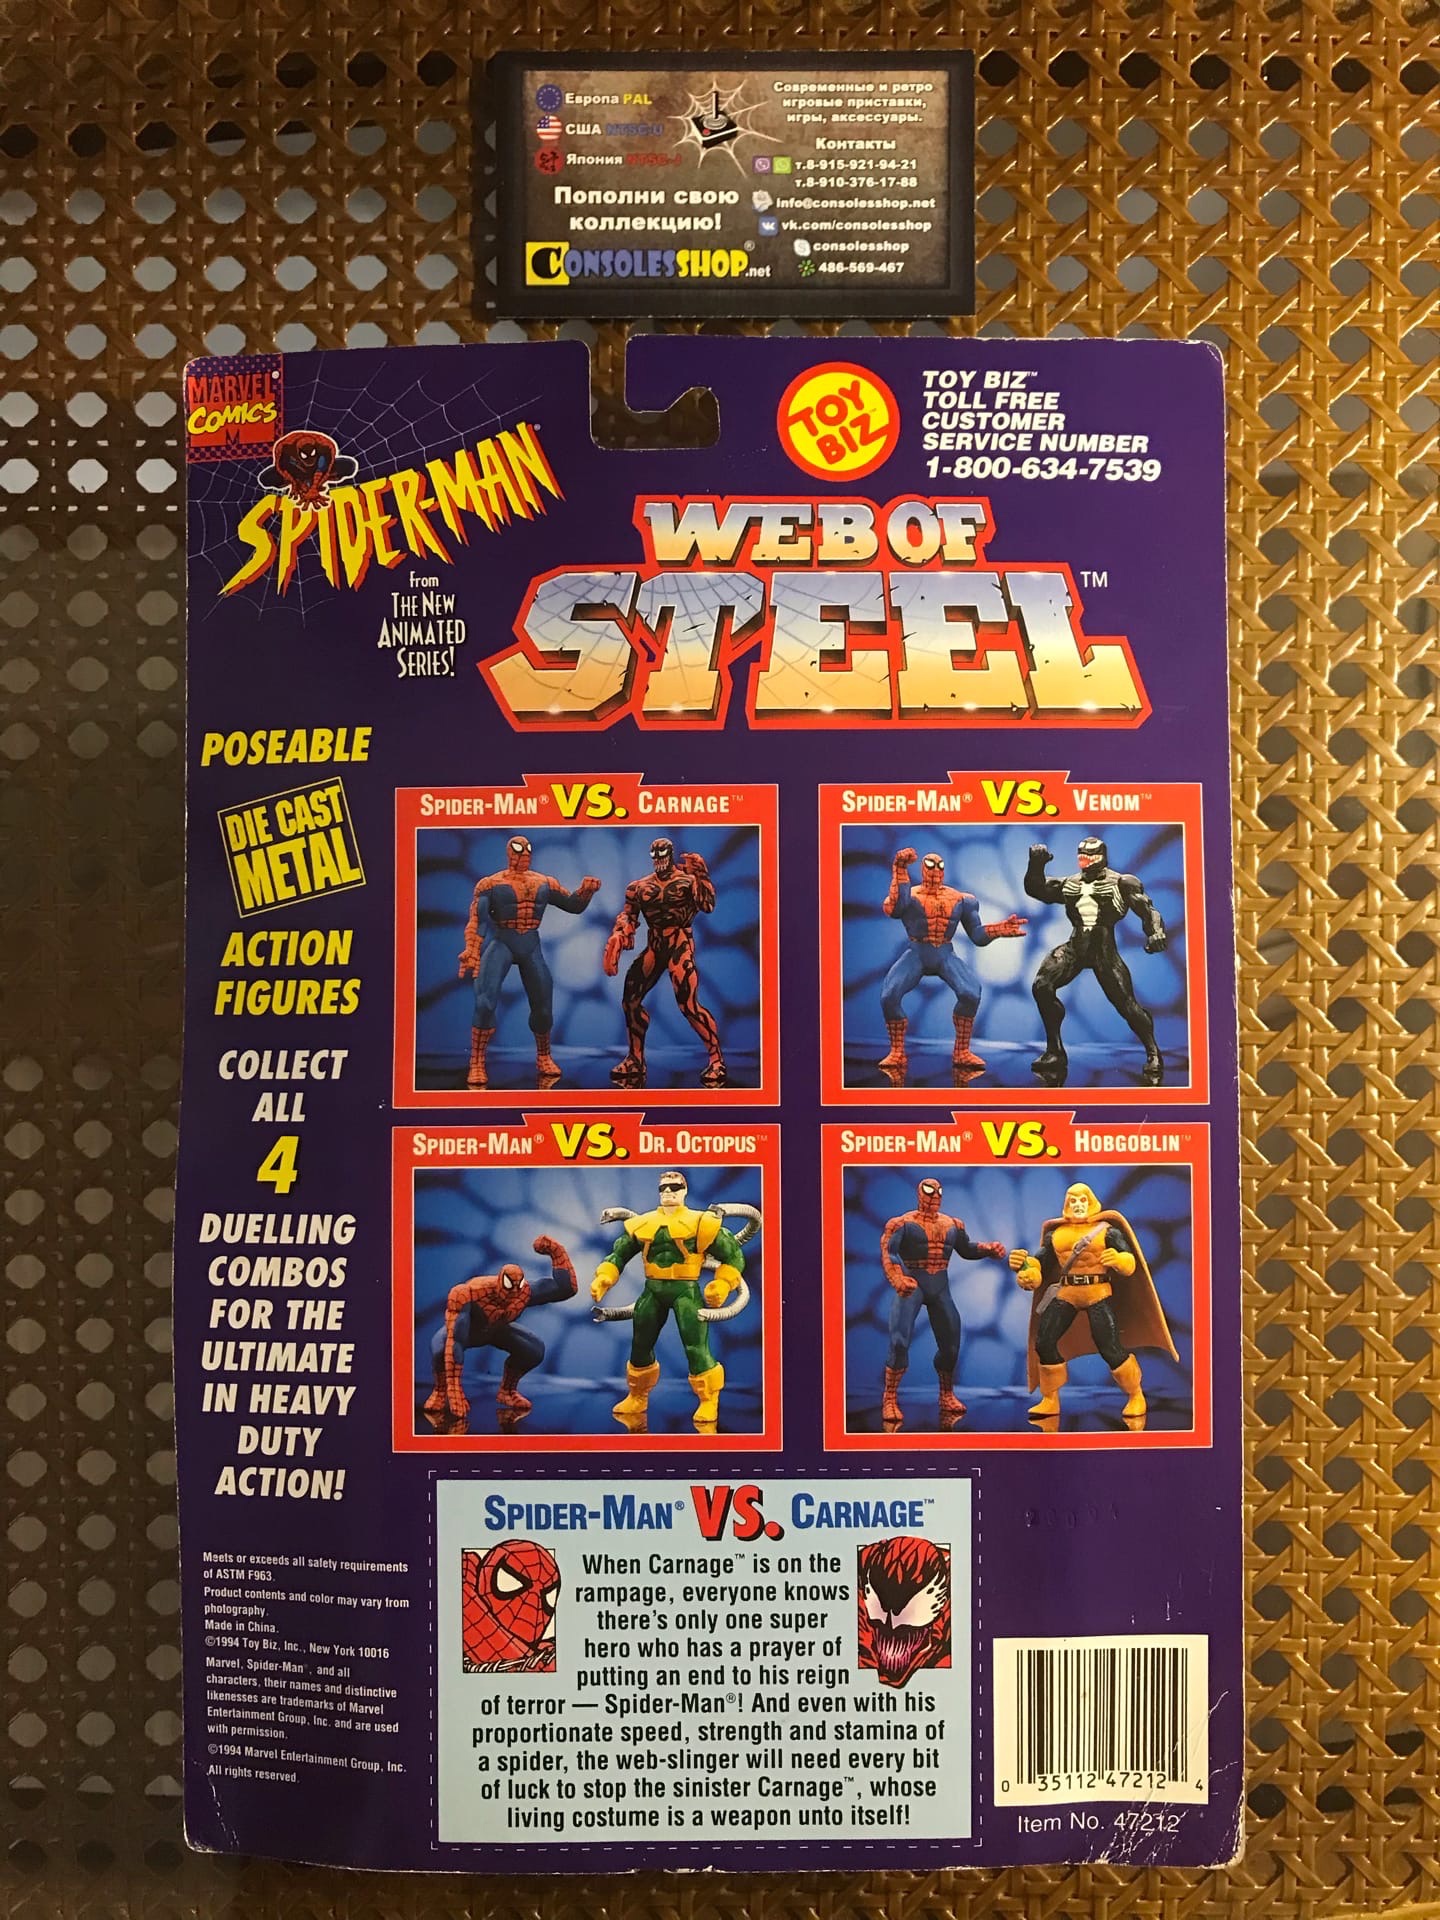 Европа PAL
США NTSC-U
Япония NTSC-J
Пополни свою
коллекцию!
CONSOLESSHOP.net®
Современные и ретро
игровые приставки,
игры, аксессуары.
Контакты
т.8-915-921-94-21
т.8-910-376-17-88
info@consolesshop.net
vk.com/consolesshop
consolesshop
486-569-467
MARVEL®
COMICS
M
SPIDER-MAN®
From
THE NEW
ANIMATED
SERIES!
TOY
BIZ
TOY BIZ™
TOLL FREE
CUSTOMER
SERVICE NUMBER
1-800-634-7539
WEB OF
STEEL™
POSEABLE
DIE CAST
METAL
ACTION
FIGURES
COLLECT
ALL
4
DUELLING
COMBOS
FOR THE
ULTIMATE
IN HEAVY
DUTY
ACTION!
SPIDER-MAN® VS. CARNAGE™
SPIDER-MAN® VS. VENOM™
SPIDER-MAN® VS. DR. OCTOPUS™
SPIDER-MAN® VS. HOBGOBLIN™
Meets or exceeds all safety requirements
of ASTM F963.
Product contents and color may vary from
photography.
Made in China.
©1994 Toy Biz, Inc., New York 10016
Marvel, Spider-Man, and all
characters, their names and distinctive
likenesses are trademarks of Marvel
Entertainment Group, Inc. and are used
with permission.
©1994 Marvel Entertainment Group, Inc.
All rights reserved.
SPIDER-MAN® VS. CARNAGE™
When Carnage™ is on the
rampage, everyone knows
there's only one super
hero who has a prayer of
putting an end to his reign
of terror — Spider-Man®! And even with his
proportionate speed, strength and stamina of
a spider, the web-slinger will need every bit
of luck to stop the sinister Carnage™, whose
living costume is a weapon unto itself!
0 35112 47212 4
Item No. 47212